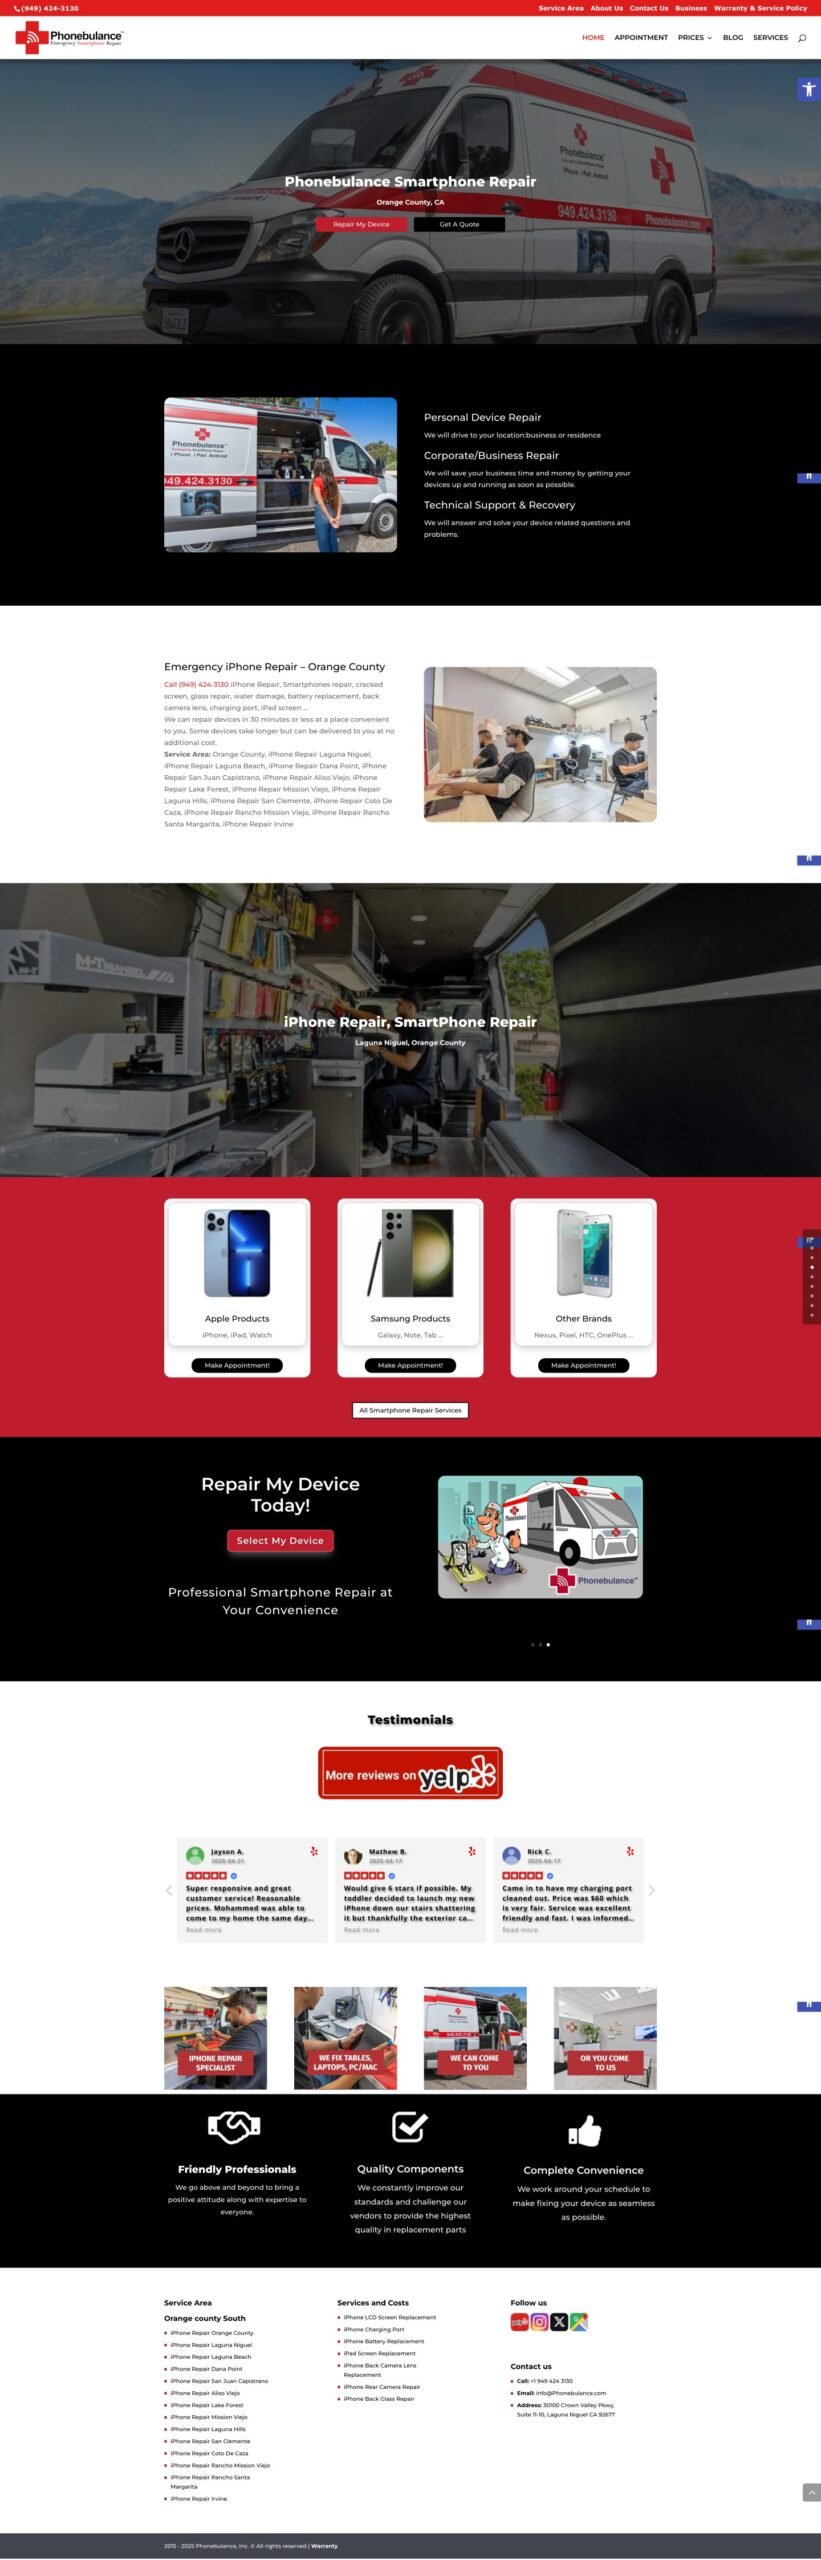 (949) 424-3130
Service Area About Us Contact Us Business Warranty & Service Policy
Phonebulance™
Emergency Smartphone Repair
HOME APPOINTMENT PRICES BLOG SERVICES
Phonebulance Smartphone Repair
Orange County, CA
Repair My Device Get A Quote
949.424.3130 Phonebulance.com
Phonebulance
iPhone iPad Android
949.424.3130
Personal Device Repair
We will drive to your location:business or residence
Corporate/Business Repair
We will save your business time and money by getting your
devices up and running as soon as possible.
Technical Support & Recovery
We will answer and solve your device related questions and
problems.
Emergency iPhone Repair – Orange County
Call (949) 424-3130 iPhone Repair, Smartphones repair, cracked
screen, glass repair, water damage, battery replacement, back
camera lens, charging port, iPad screen ...
We can repair devices in 30 minutes or less at a place convenient
to you. Some devices take longer but can be delivered to you at no
additional cost.
Service Area: Orange County, iPhone Repair Laguna Niguel,
iPhone Repair Laguna Beach, iPhone Repair Dana Point, iPhone
Repair San Juan Capistrano, iPhone Repair Aliso Viejo, iPhone
Repair Lake Forest, iPhone Repair Mission Viejo, iPhone Repair
Laguna Hills, iPhone Repair San Clemente, iPhone Repair Coto De
Caza, iPhone Repair Rancho Mission Viejo, iPhone Repair Rancho
Santa Margarita, iPhone Repair Irvine
iPhone Repair, SmartPhone Repair
Laguna Niguel, Orange County
Apple Products
iPhone, iPad, Watch
Make Appointment!
Samsung Products
Galaxy, Note, Tab ...
Make Appointment!
Other Brands
Nexus, Pixel, HTC, OnePlus ...
Make Appointment!
All Smartphone Repair Services
Repair My Device
Today!
Select My Device
Professional Smartphone Repair at
Your Convenience
Phonebulance™
Testimonials
More reviews on yelp
Jayson A.
2025-04-21
Super responsive and great
customer service! Reasonable
prices. Mohammed was able to
come to my home the same day...
Read more
Mathew B.
2025-04-17
Would give 6 stars if possible. My
toddler decided to launch my new
iPhone down our stairs shattering
it but thankfully the exterior ca...
Read more
Rick C.
2025-04-17
Came in to have my charging port
cleaned out. Price was $60 which
is very fair. Service was excellent
friendly and fast. I was informed...
Read more
IPHONE REPAIR
SPECIALIST
WE FIX TABLES,
LAPTOPS, PC/MAC
WE CAN COME
TO YOU
OR YOU COME
TO US
Friendly Professionals
We go above and beyond to bring a
positive attitude along with expertise to
everyone.
Quality Components
We constantly improve our
standards and challenge our
vendors to provide the highest
quality in replacement parts
Complete Convenience
We work around your schedule to
make fixing your device as seamless
as possible.
Service Area
Orange county South
iPhone Repair Orange County
iPhone Repair Laguna Niguel
iPhone Repair Laguna Beach
iPhone Repair Dana Point
iPhone Repair San Juan Capistrano
iPhone Repair Aliso Viejo
iPhone Repair Lake Forest
iPhone Repair Mission Viejo
iPhone Repair Laguna Hills
iPhone Repair San Clemente
iPhone Repair Coto De Caza
iPhone Repair Rancho Mission Viejo
iPhone Repair Rancho Santa
Margarita
iPhone Repair Irvine
Services and Costs
iPhone LCD Screen Replacement
iPhone Charging Port
iPhone Battery Replacement
iPad Screen Replacement
iPhone Back Camera Lens
Replacement
iPhone Rear Camera Repair
iPhone Back Glass Repair
Follow us
Contact us
Call: +1 949 424 3130
Email: info@Phonebulance.com
Address: 30100 Crown Valley Pkwy,
Suite 11-10, Laguna Niguel CA 92677
2015 - 2025 Phonebulance, Inc. © All rights reserved | Warranty